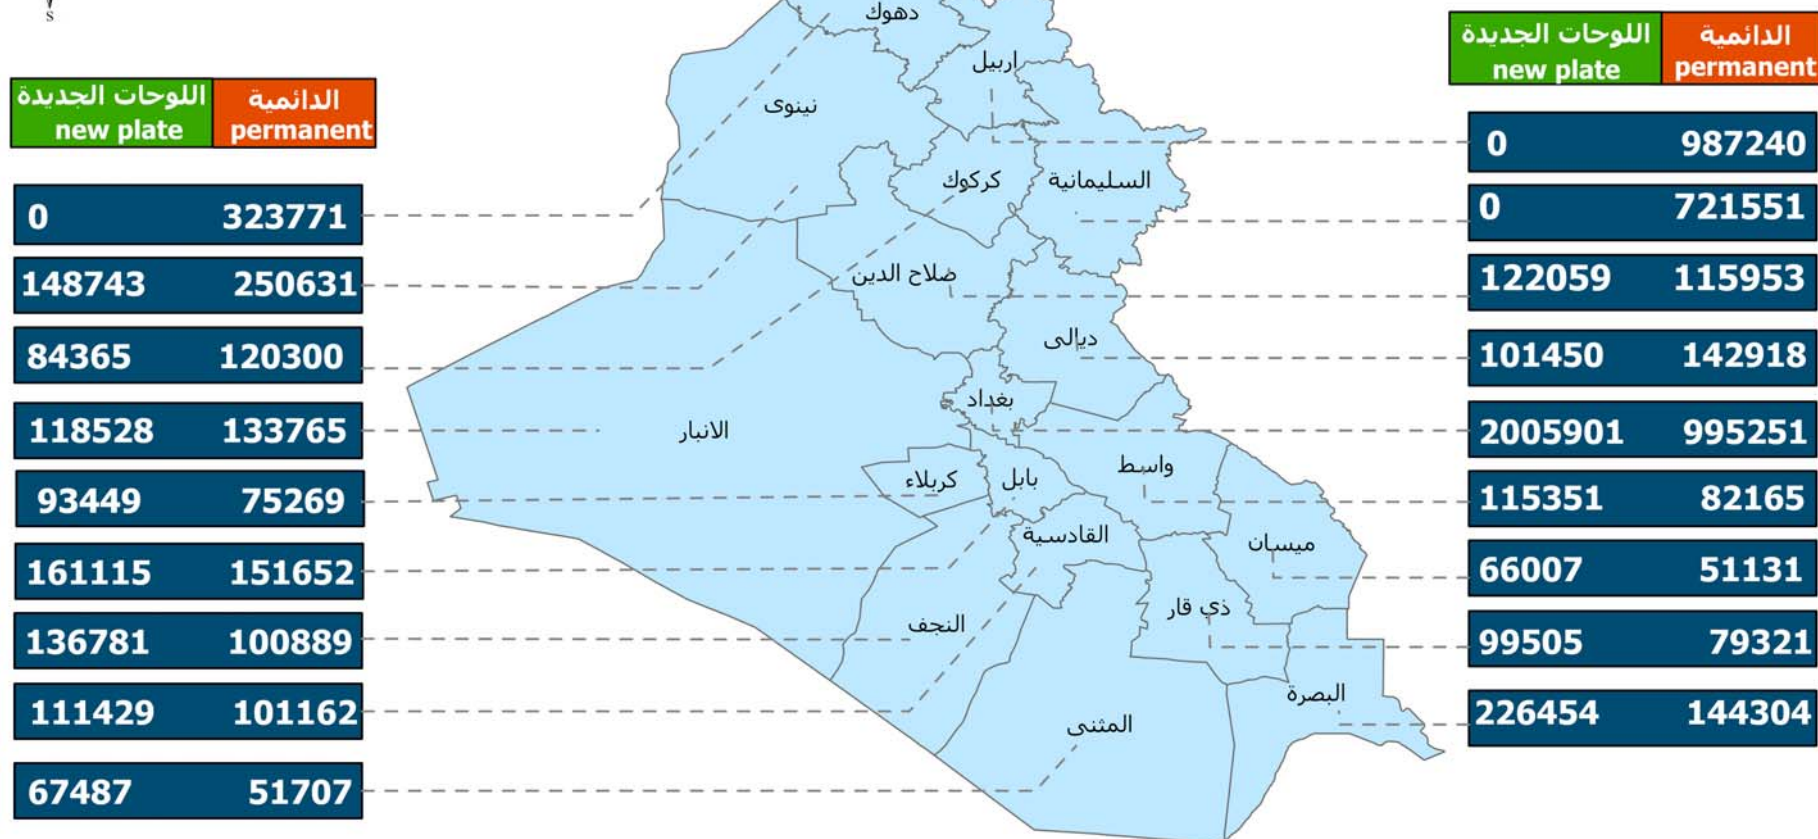 S
اللوحات الجديدة
new plate
الدائمية
permanent
0 323771
148743 250631
84365 120300
118528 133765
93449 75269
161115 151652
136781 100889
111429 101162
67487 51707
دهوك
اربيل
نينوى
كركوك
السليمانية
صلاح الدين
ديالى
بغداد
الانبار
واسط
كربلاء
بابل
القادسية
ميسان
النجف
ذي قار
البصرة
المثنى
اللوحات الجديدة
new plate
الدائمية
permanent
0 987240
0 721551
122059 115953
101450 142918
2005901 995251
115351 82165
66007 51131
99505 79321
226454 144304